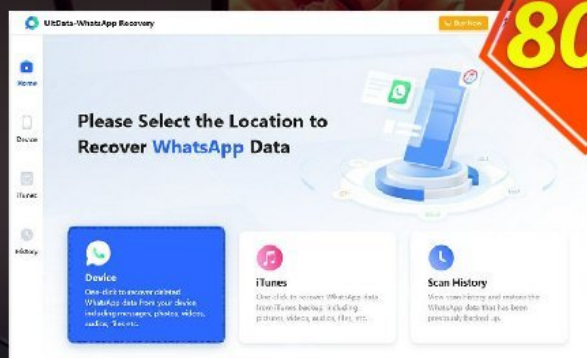 UltData-WhatsApp Recovery
Buy Now
80
Home
Please Select the Location to
Recover WhatsApp Data
Device
iTunes
History
Device
One-click to recover deleted
WhatsApp data from your device,
including messages, photos, videos,
audios, files etc.
iTunes
One-click to recover WhatsApp data
from iTunes backup, including
pictures, videos, audios, files, etc.
Scan History
View scan history and restore the
WhatsApp data that has been
previously backed up.